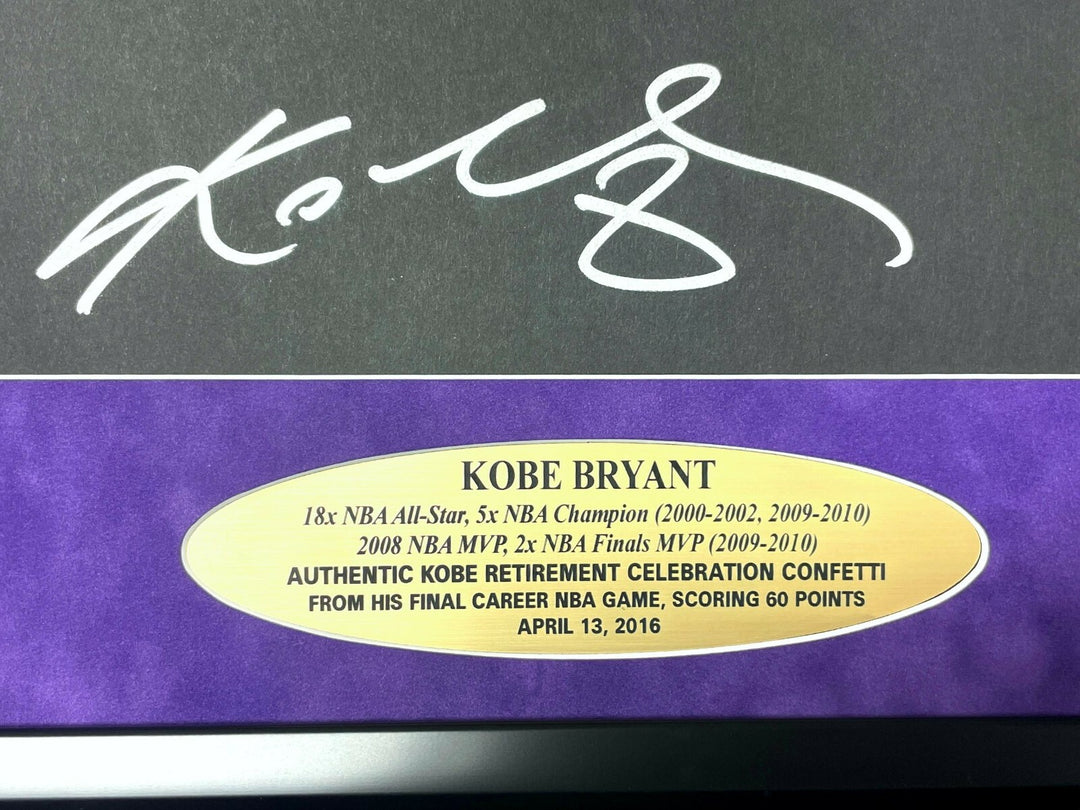 Kobe
KOBE BRYANT
18x NBA All-Star, 5x NBA Champion (2000-2002, 2009-2010)
2008 NBA MVP, 2x NBA Finals MVP (2009-2010)
AUTHENTIC KOBE RETIREMENT CELEBRATION CONFETTI
FROM HIS FINAL CAREER NBA GAME, SCORING 60 POINTS
APRIL 13, 2016